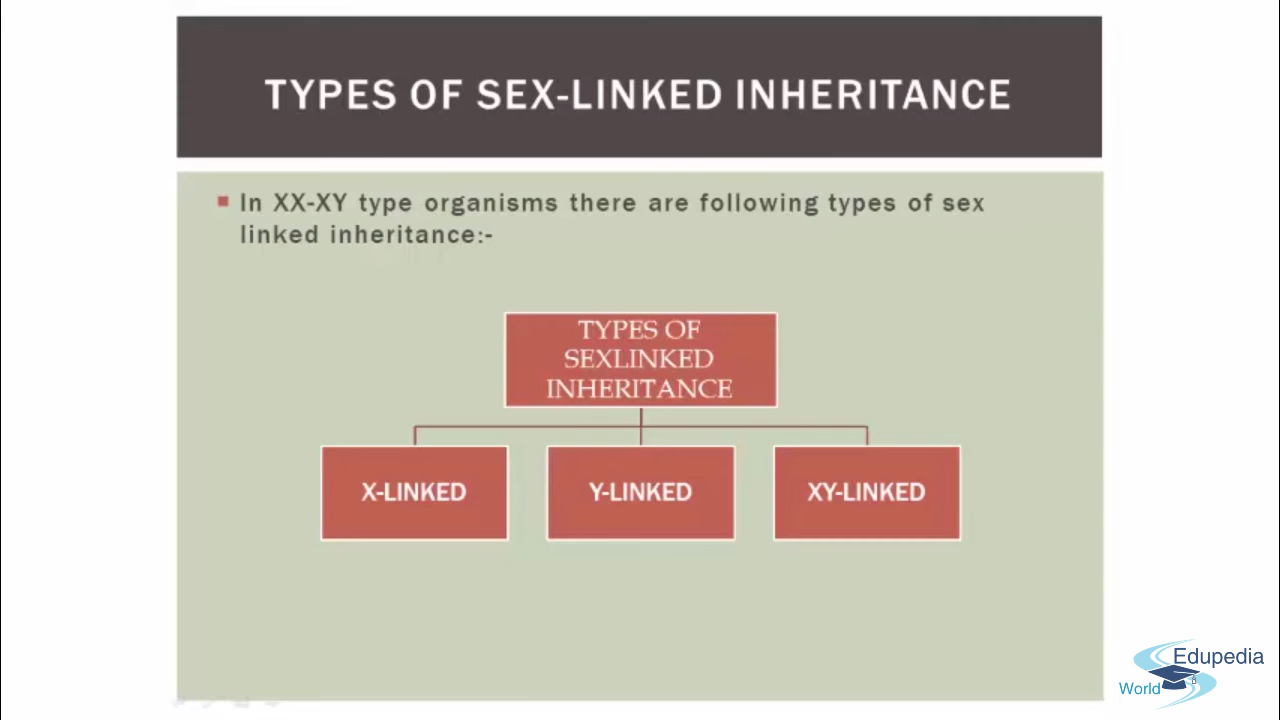 TYPES OF SEX-LINKED INHERITANCE
In XX-XY type organisms there are following types of sex
linked inheritance:-
TYPES OF
SEXLINKED
INHERITANCE
X-LINKED
Y-LINKED
XY-LINKED
Edupedia
World